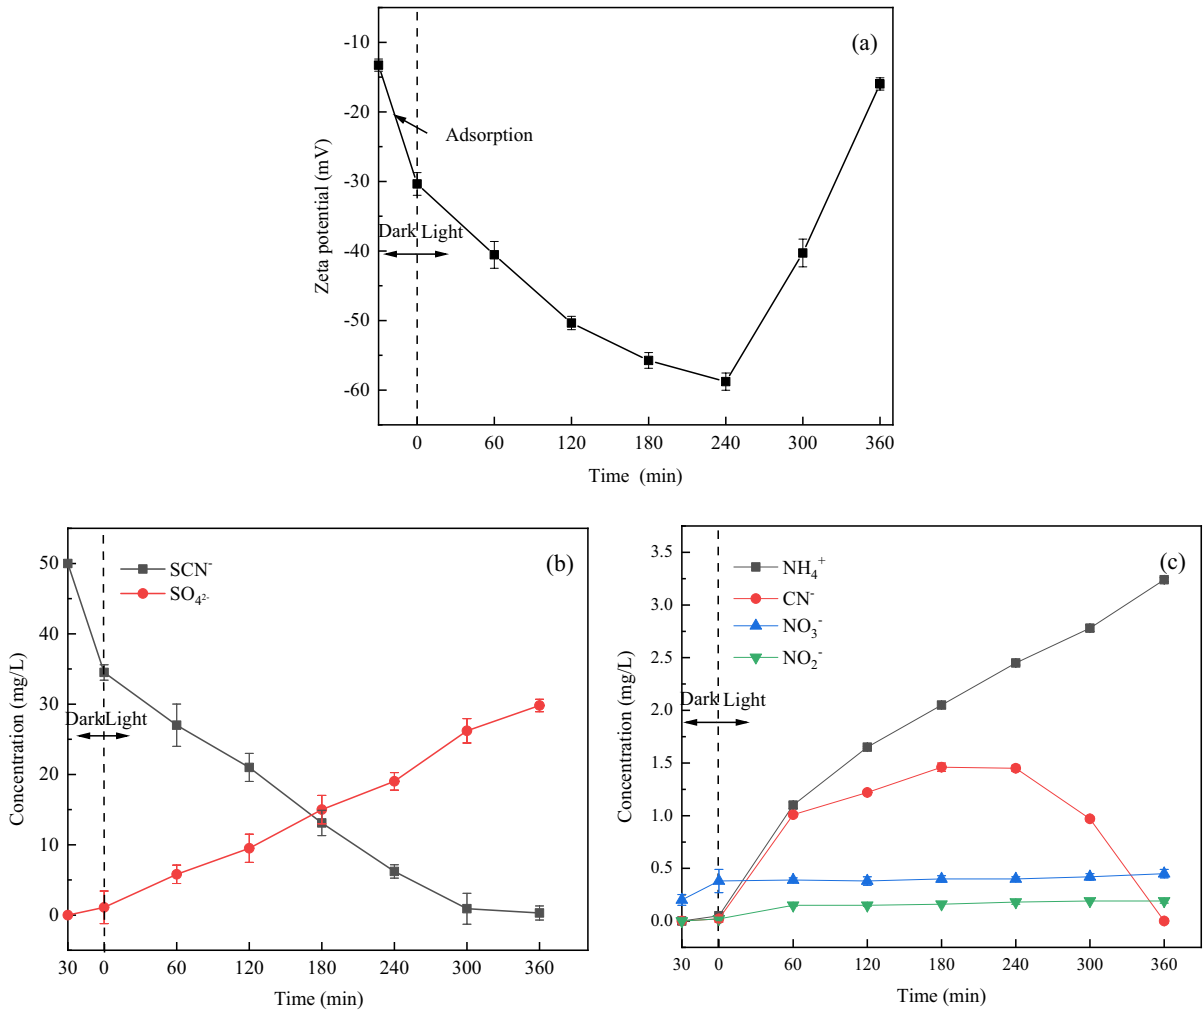 (a)
-10
-20
-30
-40
-50
-60
Zeta potential (mV)
Adsorption
Dark Light
0 60 120 180 240 300 360
Time (min)
(b)
SCN⁻
SO₄²⁻
50
40
30
20
10
0
Concentration (mg/L)
Dark Light
30 0 60 120 180 240 300 360
Time (min)
(c)
NH₄⁺
CN⁻
NO₃⁻
NO₂⁻
3.5
3.0
2.5
2.0
1.5
1.0
0.5
0.0
Concentration (mg/L)
Dark Light
30 0 60 120 180 240 300 360
Time (min)